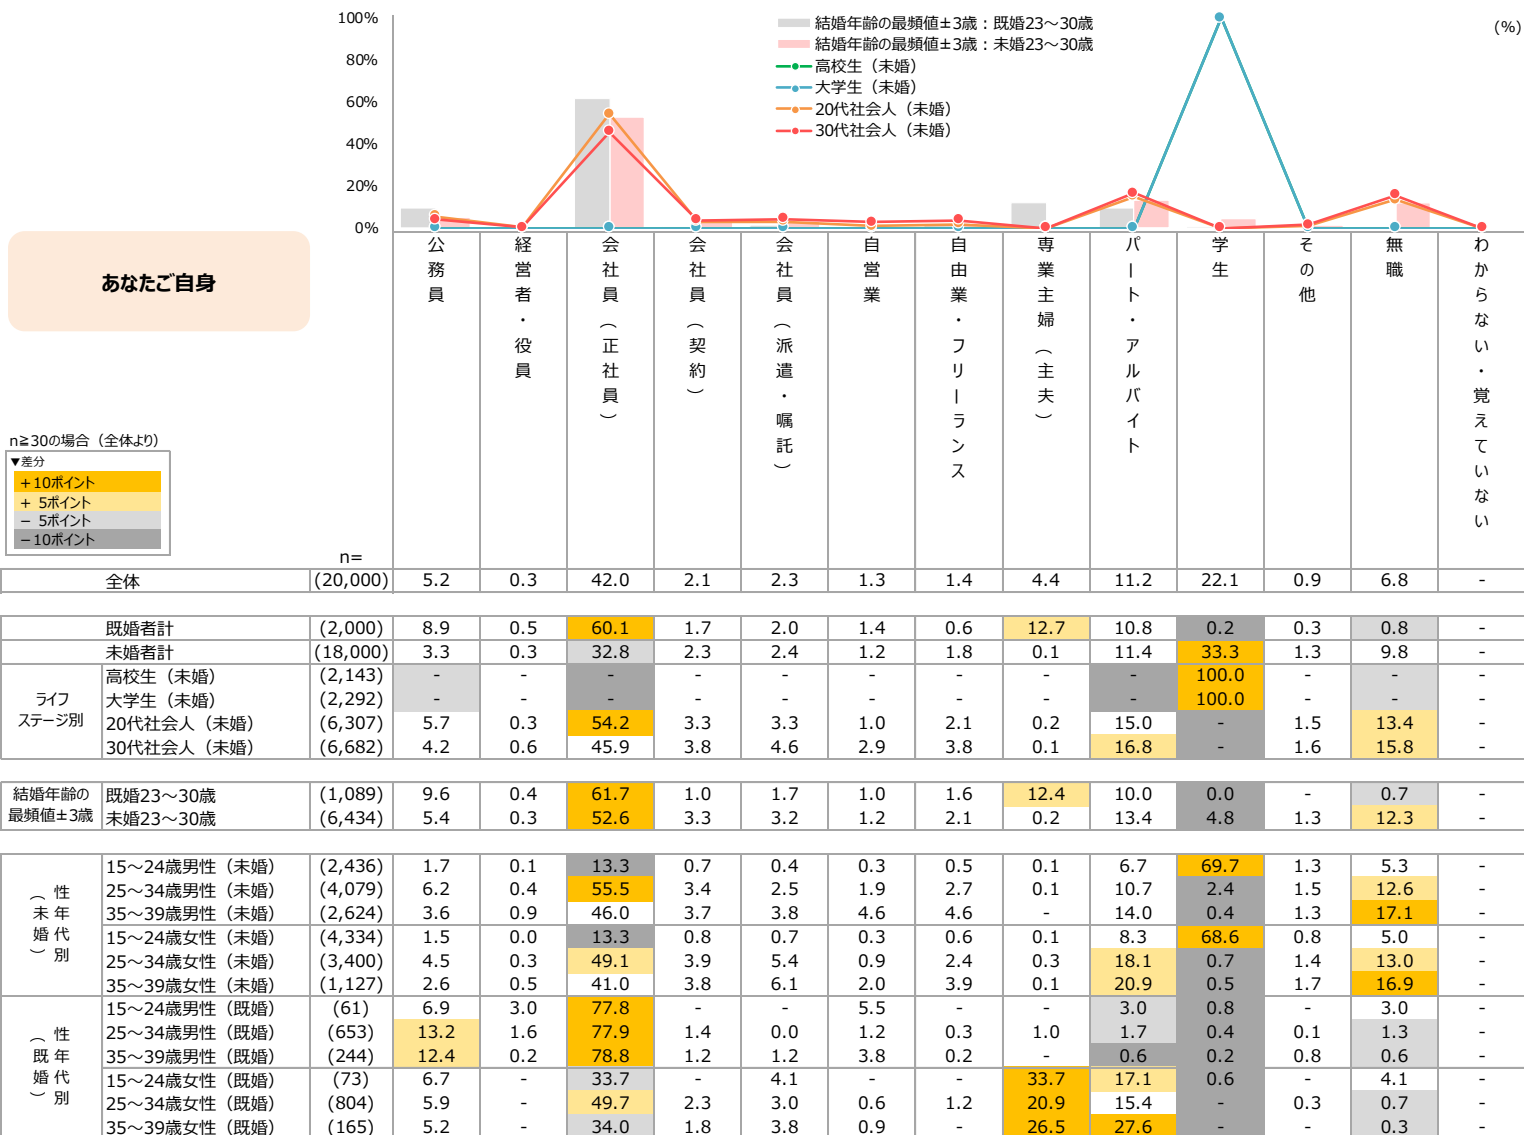 100%
80%
60%
40%
20%
0%
結婚年齢の最頻値±3歳：既婚23～30歳
結婚年齢の最頻値±3歳：未婚23～30歳
高校生（未婚）
大学生（未婚）
20代社会人（未婚）
30代社会人（未婚）
(%)
あなたご自身
公務員
経営者・役員
会社員（正社員）
会社員（契約）
会社員（派遣・嘱託）
自営業
自由業・フリーランス
専業主婦（主夫）
パート・アルバイト
学生
その他
無職
わからない・覚えていない
n≧30の場合（全体より）
▼差分
＋10ポイント
＋ 5ポイント
－ 5ポイント
－10ポイント
n=
全体 (20,000) 5.2 0.3 42.0 2.1 2.3 1.3 1.4 4.4 11.2 22.1 0.9 6.8 -
既婚者計 (2,000) 8.9 0.5 60.1 1.7 2.0 1.4 0.6 12.7 10.8 0.2 0.3 0.8 -
未婚者計 (18,000) 3.3 0.3 32.8 2.3 2.4 1.2 1.8 0.1 11.4 33.3 1.3 9.8 -
ライフ
ステージ別
高校生（未婚） (2,143) - - - - - - - - - 100.0 - - -
大学生（未婚） (2,292) - - - - - - - - - 100.0 - - -
20代社会人（未婚） (6,307) 5.7 0.3 54.2 3.3 3.3 1.0 2.1 0.2 15.0 - 1.5 13.4 -
30代社会人（未婚） (6,682) 4.2 0.6 45.9 3.8 4.6 2.9 3.8 0.1 16.8 - 1.6 15.8 -
結婚年齢の
最頻値±3歳
既婚23～30歳 (1,089) 9.6 0.4 61.7 1.0 1.7 1.0 1.6 12.4 10.0 0.0 - 0.7 -
未婚23～30歳 (6,434) 5.4 0.3 52.6 3.3 3.2 1.2 2.1 0.2 13.4 4.8 1.3 12.3 -
性年代別
（未婚）
15～24歳男性（未婚） (2,436) 1.7 0.1 13.3 0.7 0.4 0.3 0.5 0.1 6.7 69.7 1.3 5.3 -
25～34歳男性（未婚） (4,079) 6.2 0.4 55.5 3.4 2.5 1.9 2.7 0.1 10.7 2.4 1.5 12.6 -
35～39歳男性（未婚） (2,624) 3.6 0.9 46.0 3.7 3.8 4.6 4.6 - 14.0 0.4 1.3 17.1 -
15～24歳女性（未婚） (4,334) 1.5 0.0 13.3 0.8 0.7 0.3 0.6 0.1 8.3 68.6 0.8 5.0 -
25～34歳女性（未婚） (3,400) 4.5 0.3 49.1 3.9 5.4 0.9 2.4 0.3 18.1 0.7 1.4 13.0 -
35～39歳女性（未婚） (1,127) 2.6 0.5 41.0 3.8 6.1 2.0 3.9 0.1 20.9 0.5 1.7 16.9 -
性年代別
（既婚）
15～24歳男性（既婚） (61) 6.9 3.0 77.8 - - 5.5 - - 3.0 0.8 - 3.0 -
25～34歳男性（既婚） (653) 13.2 1.6 77.9 1.4 0.0 1.2 0.3 1.0 1.7 0.4 0.1 1.3 -
35～39歳男性（既婚） (244) 12.4 0.2 78.8 1.2 1.2 3.8 0.2 - 0.6 0.2 0.8 0.6 -
15～24歳女性（既婚） (73) 6.7 - 33.7 - 4.1 - - 33.7 17.1 0.6 - 4.1 -
25～34歳女性（既婚） (804) 5.9 - 49.7 2.3 3.0 0.6 1.2 20.9 15.4 - 0.3 0.7 -
35～39歳女性（既婚） (165) 5.2 - 34.0 1.8 3.8 0.9 - 26.5 27.6 - - 0.3 -